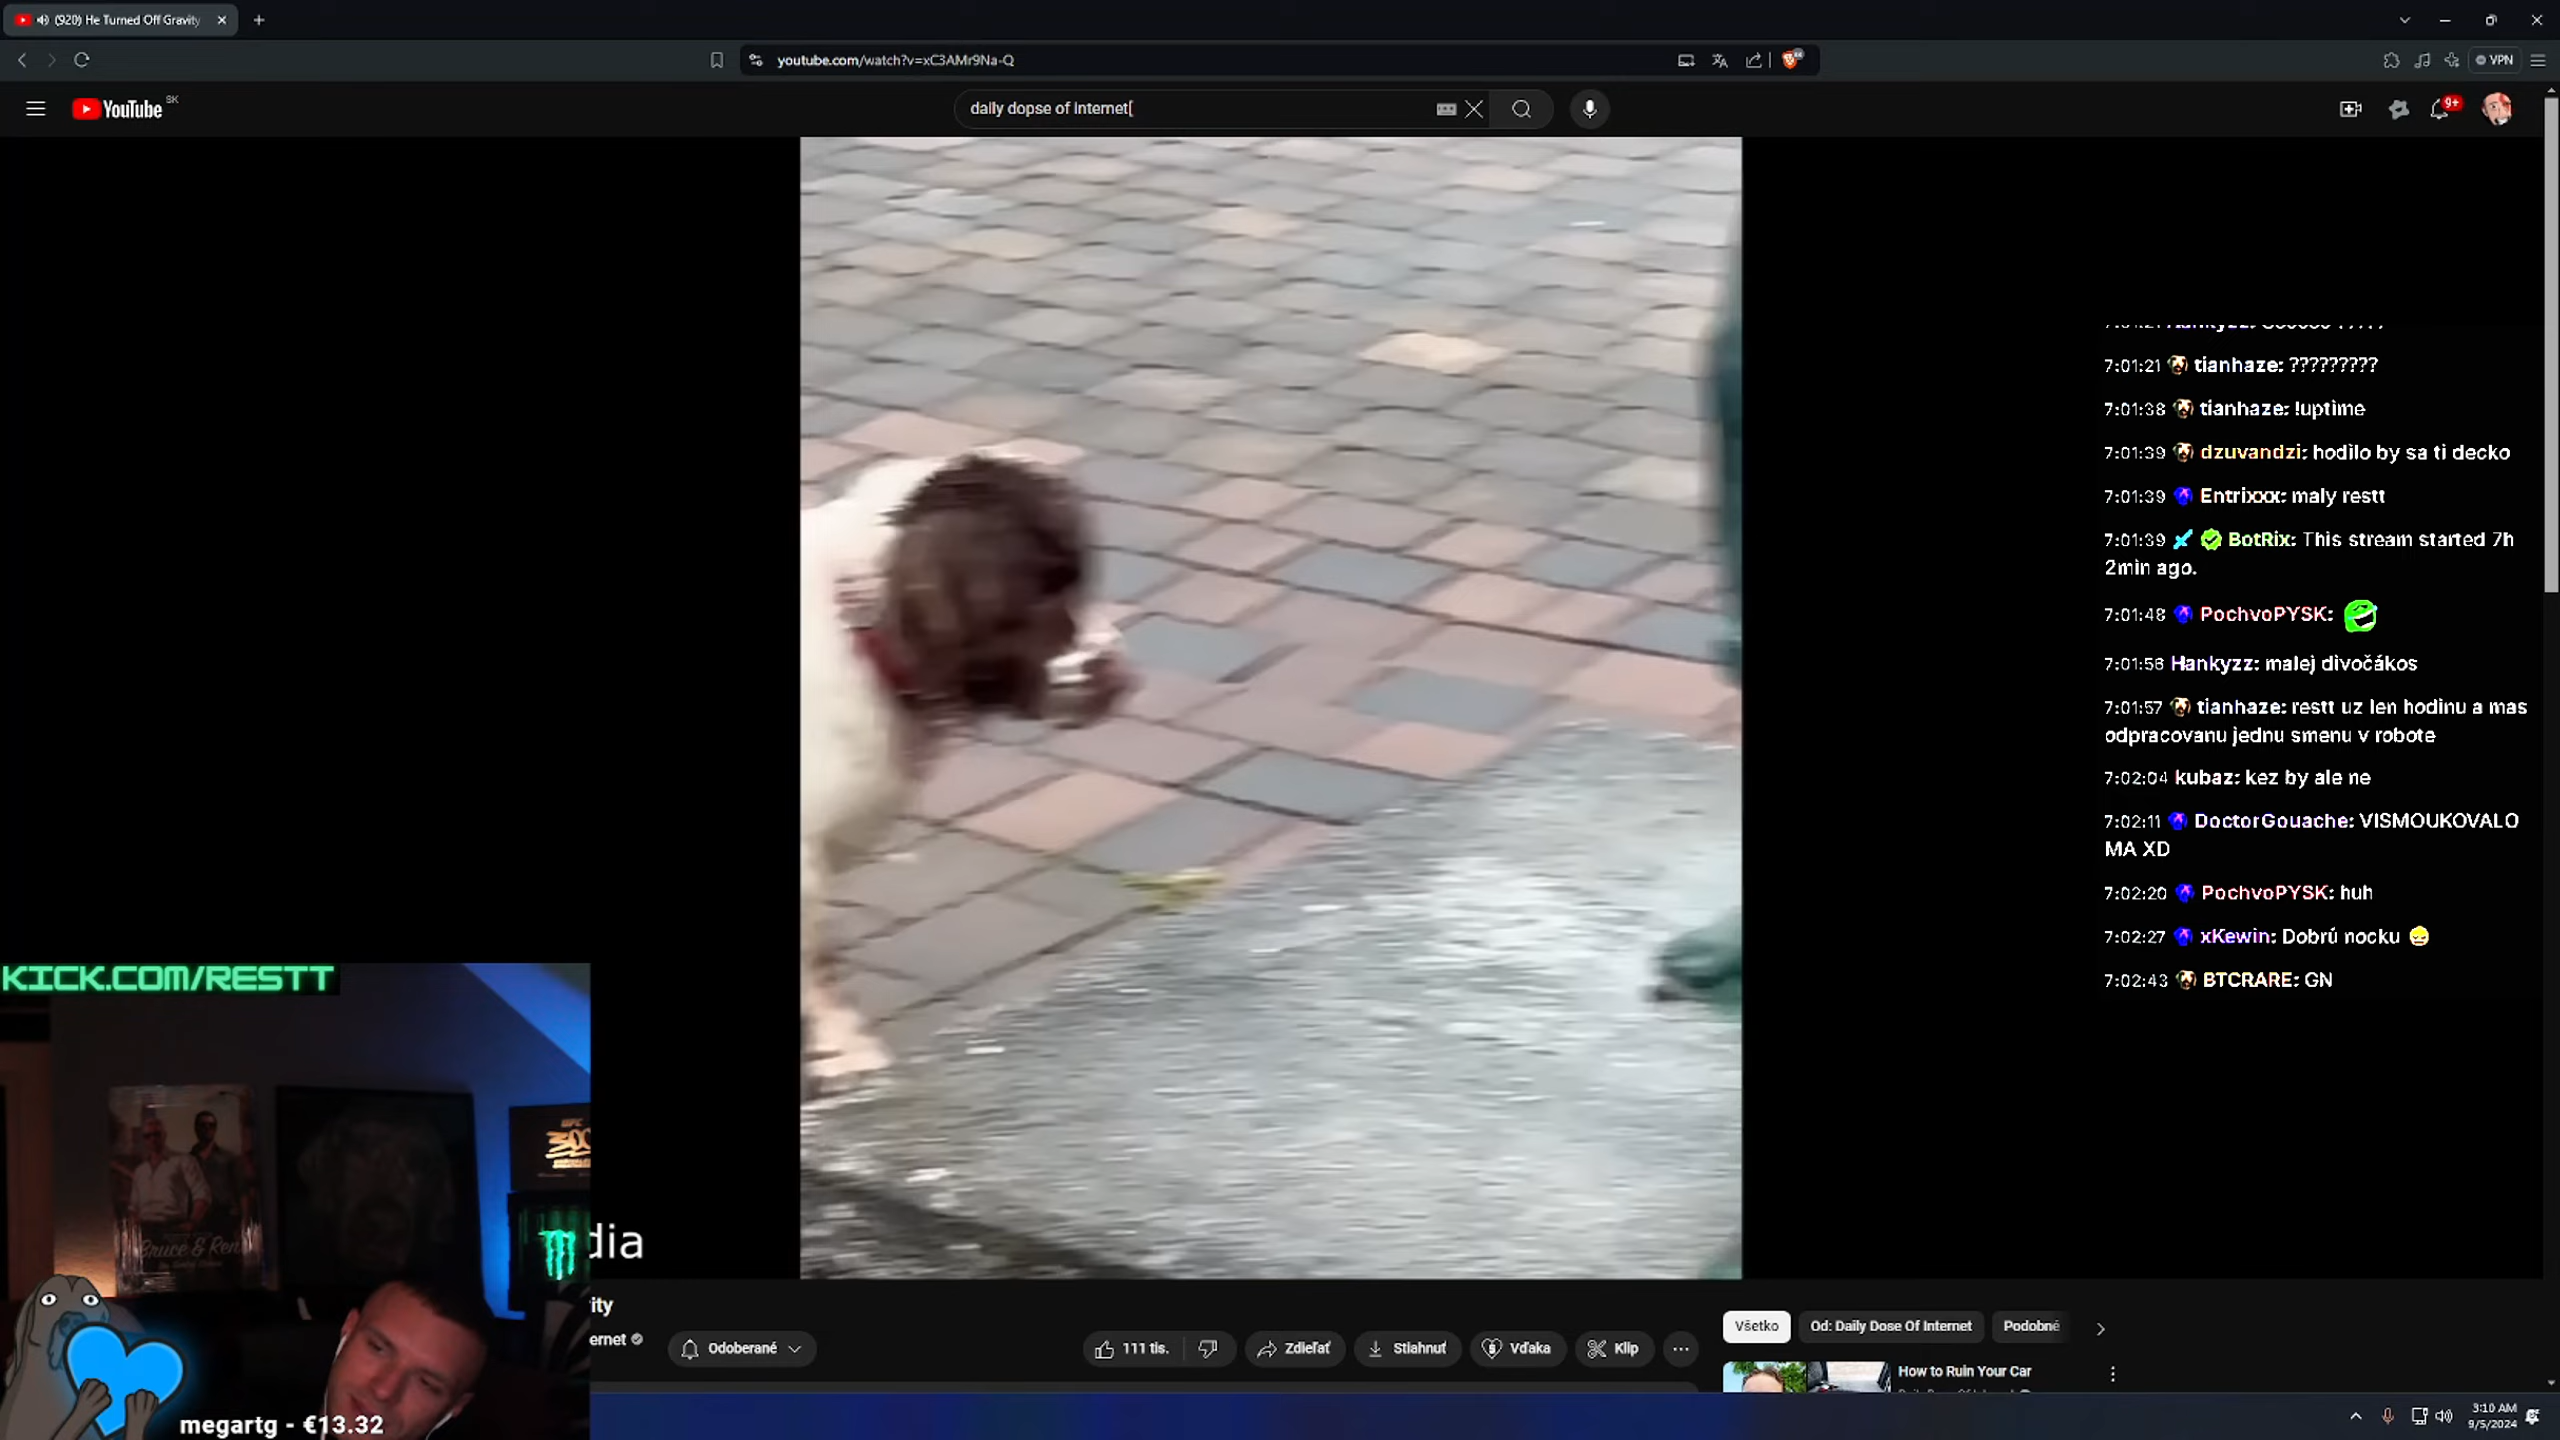 (920) He Turned Off Gravity
youtube.com/watch?v=xC3AMr9Na-Q
VPN
YouTube SK
daily dopse of internet[
9+
7:01:21 tianhaze: ?????????
7:01:38 tianhaze: !uptime
7:01:39 dzuvandzi: hodilo by sa ti decko
7:01:39 Entrixxx: maly restt
7:01:39 BotRix: This stream started 7h
2min ago.
7:01:48 PochvoPYSK:
7:01:56 Hankyzz: malej divočákos
7:01:57 tianhaze: restt uz len hodinu a mas
odpracovanu jednu smenu v robote
7:02:04 kubaz: kez by ale ne
7:02:11 DoctorGouache: VISMOUKOVALO
MA XD
7:02:20 PochvoPYSK: huh
7:02:27 xKewin: Dobrú nocku
7:02:43 BTCRARE: GN
KICK.COM/RESTT
UFC
300
Bruce & Ren
dia
ity
ernet
Odoberané
111 tis.
Zdieľať
Stiahnuť
Vďaka
Klip
Všetko
Od: Daily Dose Of Internet
Podobné
How to Ruin Your Car
megartg - €13.32
3:10 AM
9/5/2024